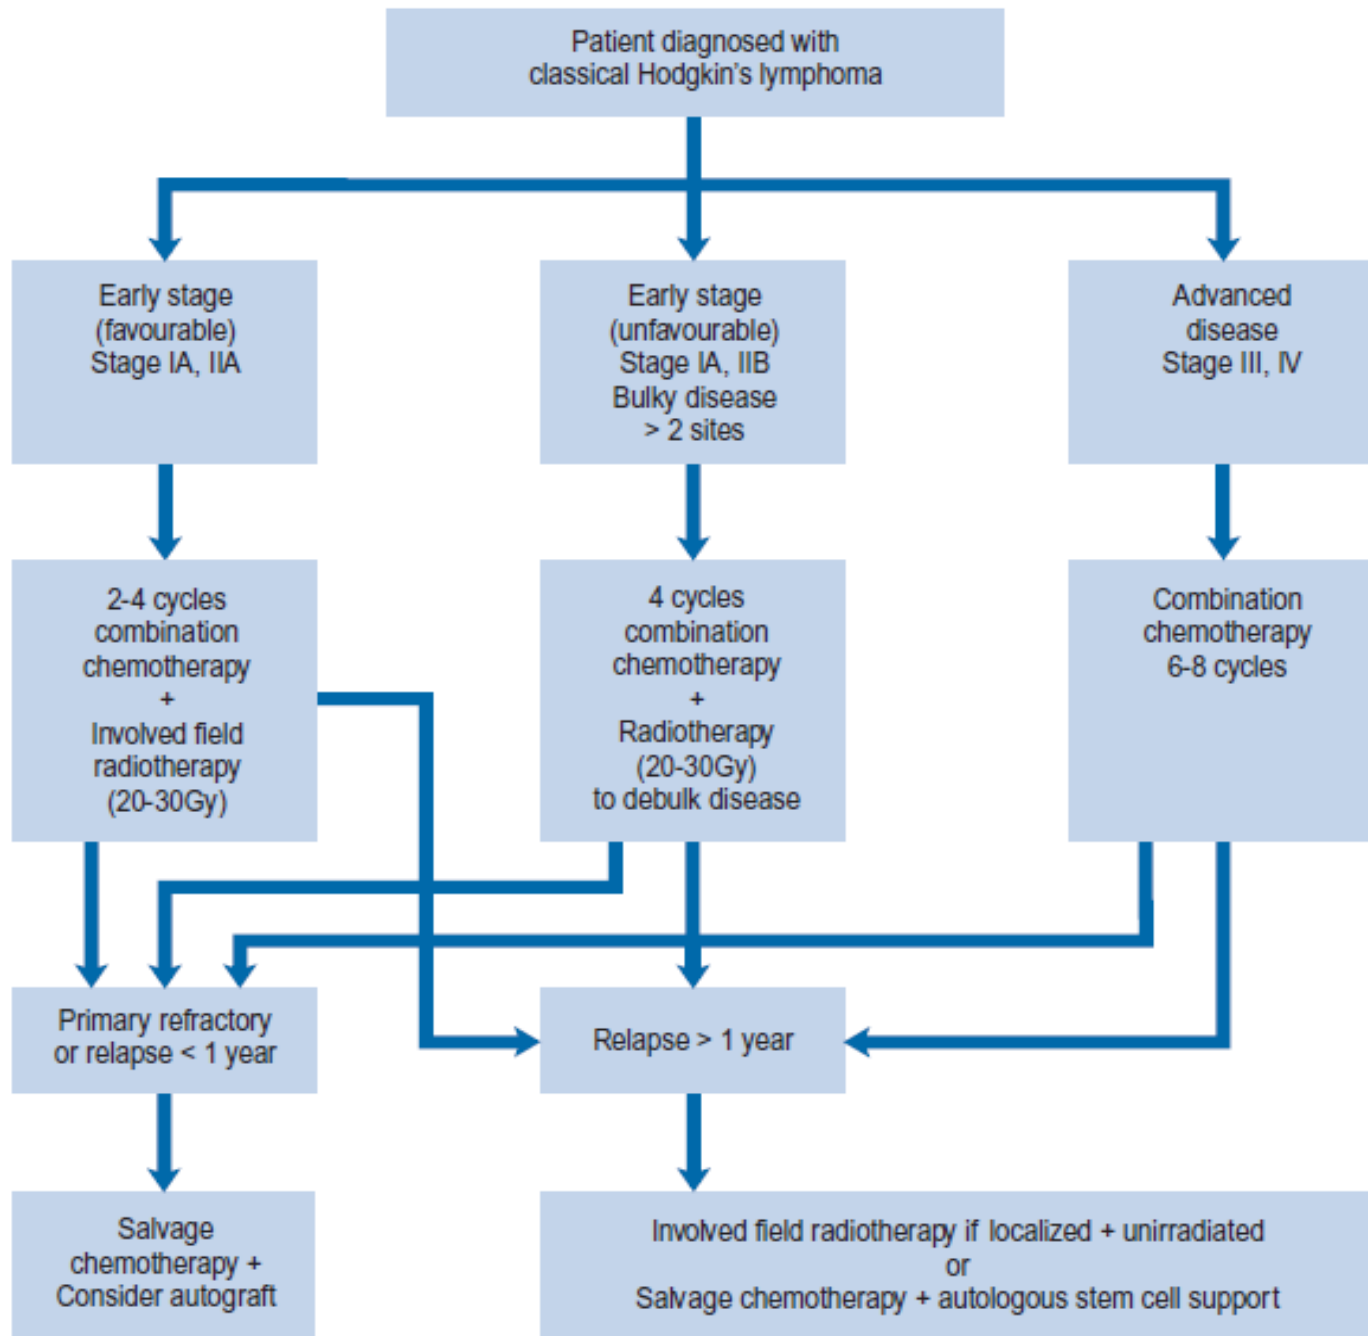 Patient diagnosed with
classical Hodgkin's lymphoma
Early stage
(favourable)
Stage IA, IIA
Early stage
(unfavourable)
Stage IA, IIB
Bulky disease
> 2 sites
Advanced
disease
Stage III, IV
2-4 cycles
combination
chemotherapy
+
Involved field
radiotherapy
(20-30Gy)
4 cycles
combination
chemotherapy
+
Radiotherapy
(20-30Gy)
to debulk disease
Combination
chemotherapy
6-8 cycles
Primary refractory
or relapse < 1 year
Relapse > 1 year
Salvage
chemotherapy +
Consider autograft
Involved field radiotherapy if localized + unirradiated
or
Salvage chemotherapy + autologous stem cell support